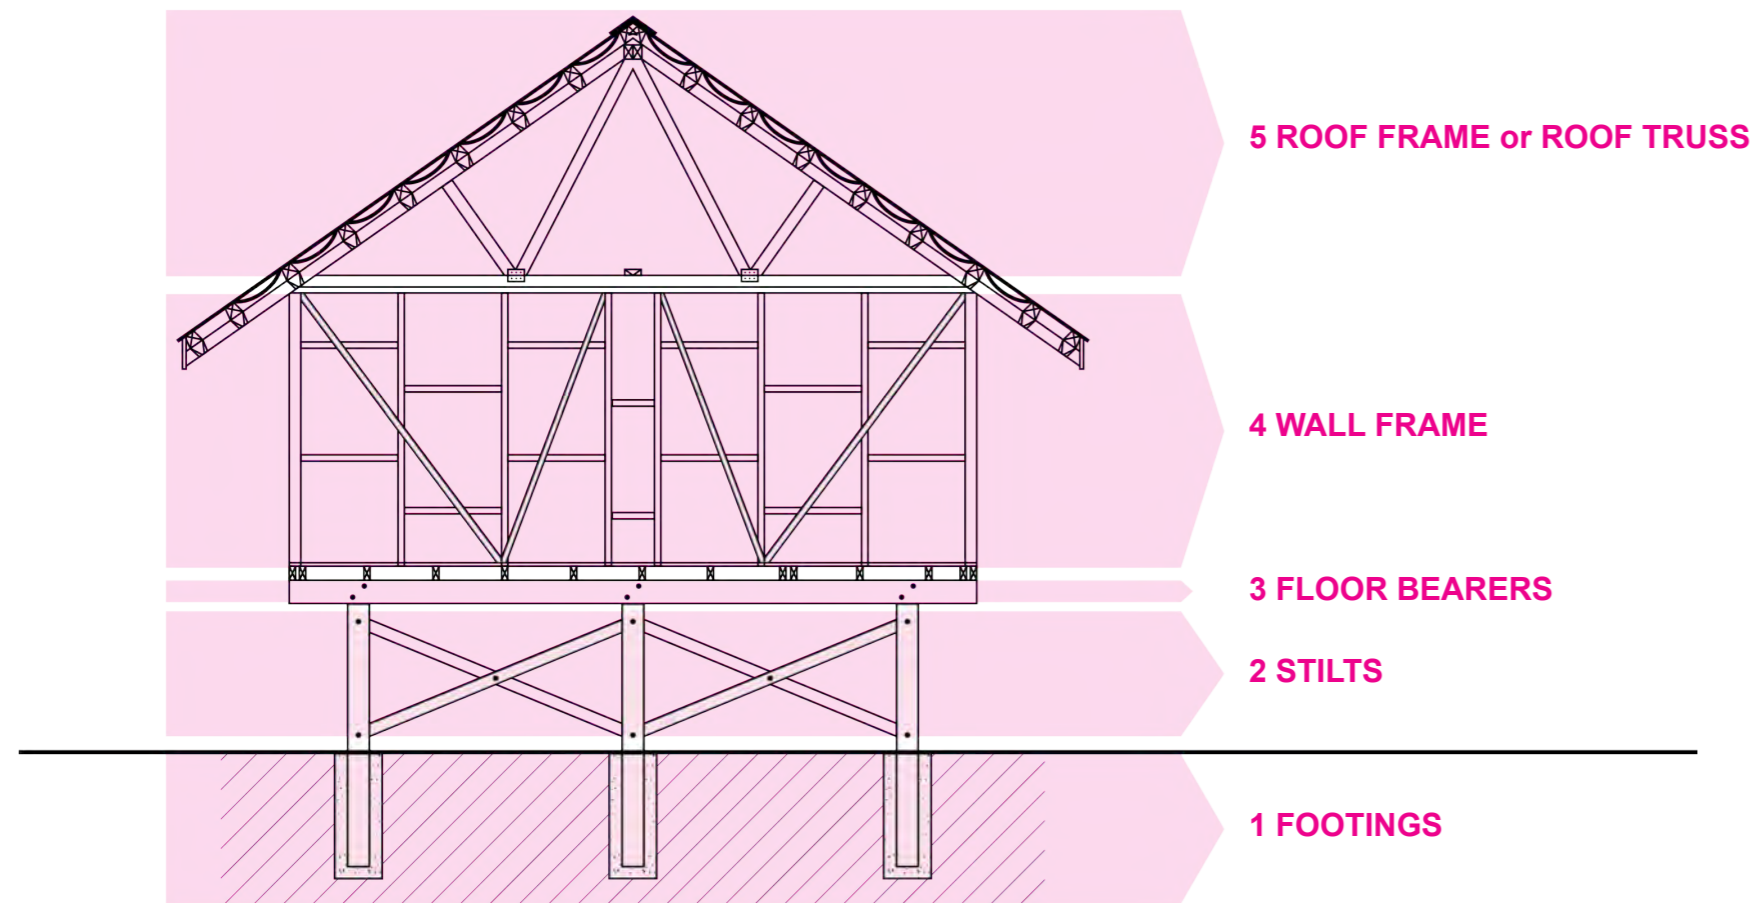 5 ROOF FRAME or ROOF TRUSS
4 WALL FRAME
3 FLOOR BEARERS
2 STILTS
1 FOOTINGS